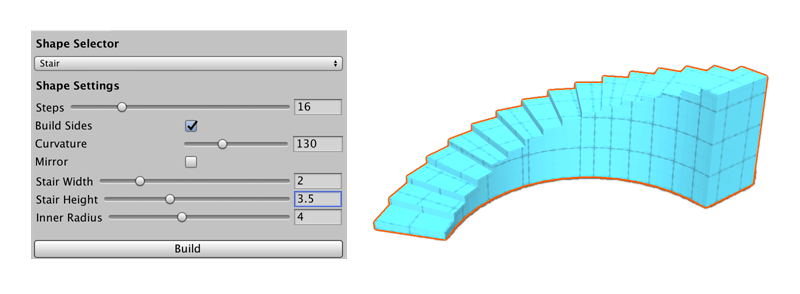 Shape Selector
Stair
Shape Settings
Steps 16
Build Sides
Curvature 130
Mirror
Stair Width 2
Stair Height 3.5
Inner Radius 4
Build